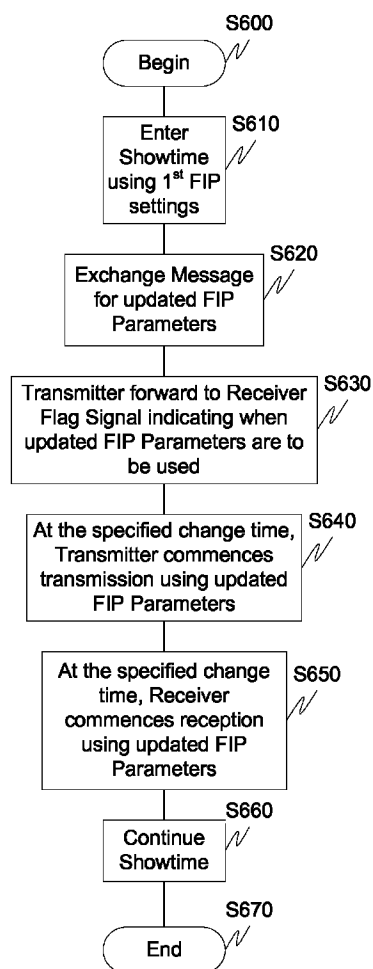 S600
Begin
S610
Enter
Showtime
using 1st FIP
settings
S620
Exchange Message
for updated FIP
Parameters
S630
Transmitter forward to Receiver
Flag Signal indicating when
updated FIP Parameters are to
be used
S640
At the specified change time,
Transmitter commences
transmission using updated
FIP Parameters
S650
At the specified change
time, Receiver
commences reception
using updated FIP
Parameters
S660
Continue
Showtime
S670
End